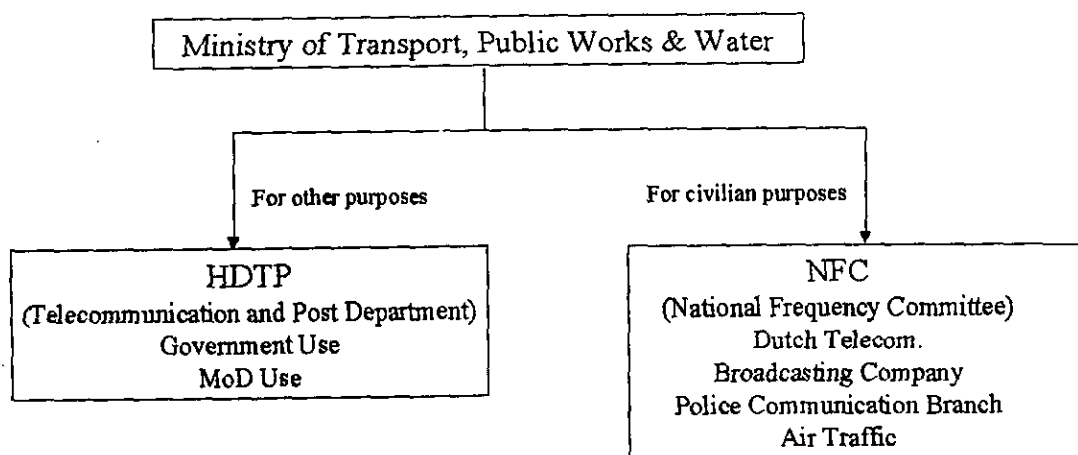 Ministry of Transport, Public Works & Water
For other purposes
For civilian purposes
HDTP
(Telecommunication and Post Department)
Government Use
MoD Use
NFC
(National Frequency Committee)
Dutch Telecom.
Broadcasting Company
Police Communication Branch
Air Traffic